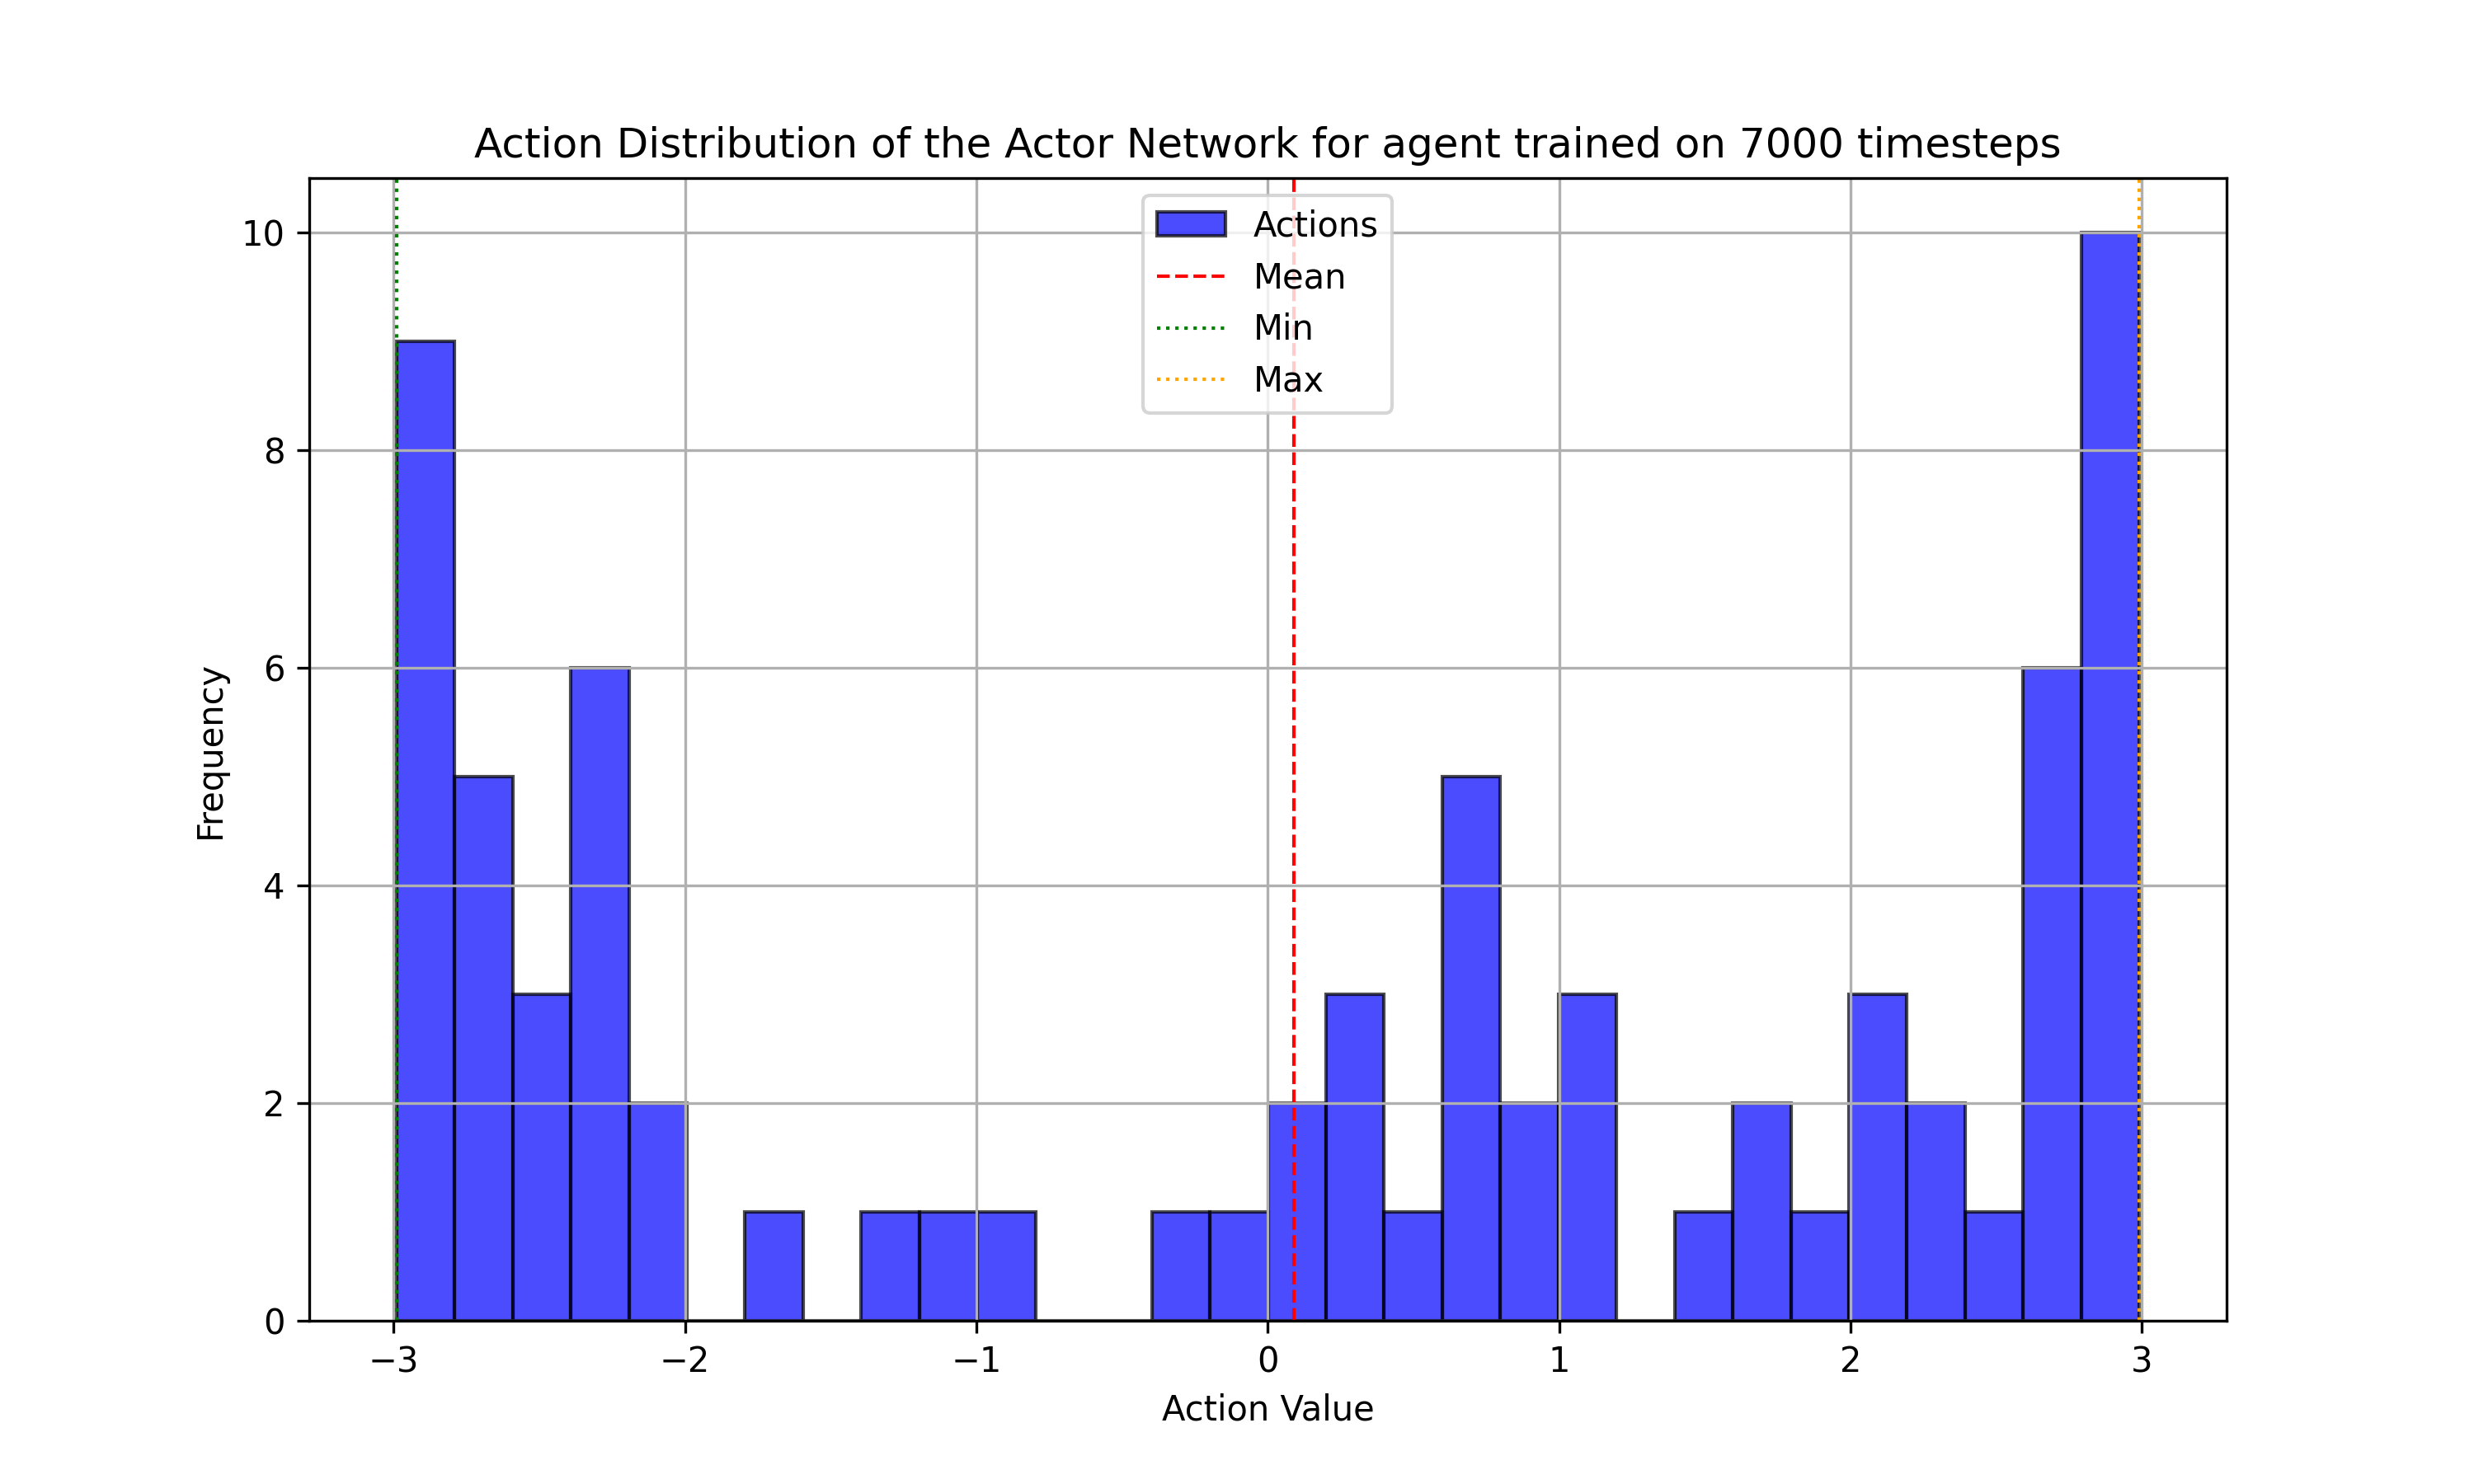 Action Distribution of the Actor Network for agent trained on 7000 timesteps
Actions
Mean
Min
Max
Frequency
10
8
6
4
2
0
−3 −2 −1 0 1 2 3
Action Value